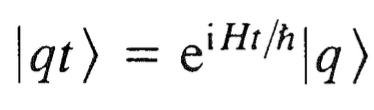 |qt⟩ = e^{iHt/ħ}|q⟩